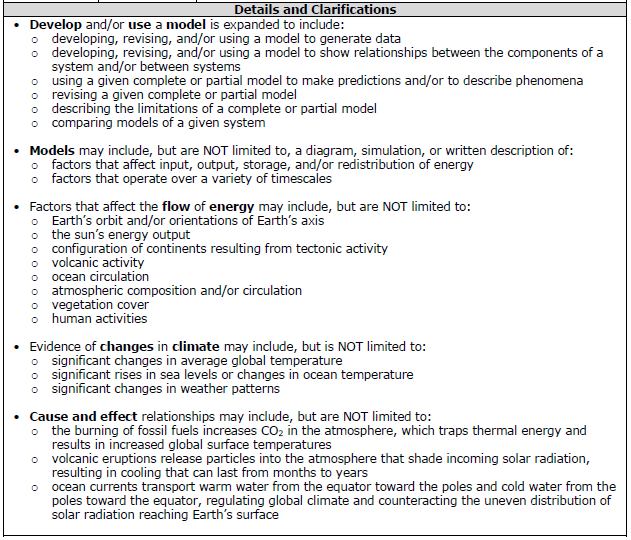 Details and Clarifications
• Develop and/or use a model is expanded to include:
o developing, revising, and/or using a model to generate data
o developing, revising, and/or using a model to show relationships between the components of a
system and/or between systems
o using a given complete or partial model to make predictions and/or to describe phenomena
o revising a given complete or partial model
o describing the limitations of a complete or partial model
o comparing models of a given system
• Models may include, but are NOT limited to, a diagram, simulation, or written description of:
o factors that affect input, output, storage, and/or redistribution of energy
o factors that operate over a variety of timescales
• Factors that affect the flow of energy may include, but are NOT limited to:
o Earth's orbit and/or orientations of Earth's axis
o the sun's energy output
o configuration of continents resulting from tectonic activity
o volcanic activity
o ocean circulation
o atmospheric composition and/or circulation
o vegetation cover
o human activities
• Evidence of changes in climate may include, but is NOT limited to:
o significant changes in average global temperature
o significant rises in sea levels or changes in ocean temperature
o significant changes in weather patterns
• Cause and effect relationships may include, but are NOT limited to:
o the burning of fossil fuels increases CO₂ in the atmosphere, which traps thermal energy and
results in increased global surface temperatures
o volcanic eruptions release particles into the atmosphere that shade incoming solar radiation,
resulting in cooling that can last from months to years
o ocean currents transport warm water from the equator toward the poles and cold water from the
poles toward the equator, regulating global climate and counteracting the uneven distribution of
solar radiation reaching Earth's surface